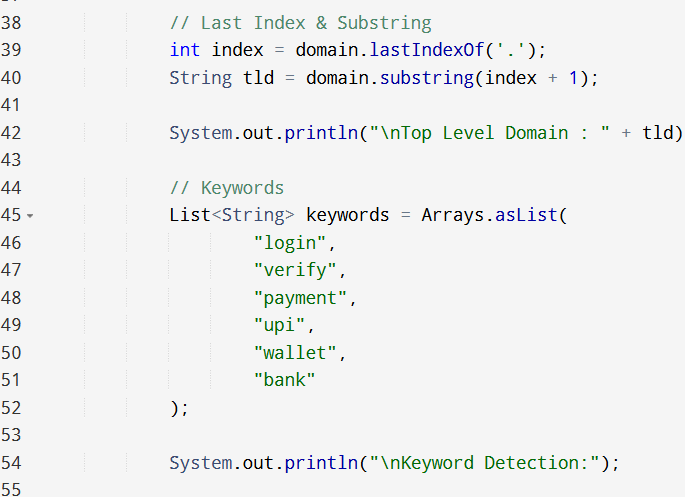 38 // Last Index & Substring
39 int index = domain.lastIndexOf('.');
40 String tld = domain.substring(index + 1);
41
42 System.out.println("\nTop Level Domain : " + tld)
43
44 // Keywords
45 List<String> keywords = Arrays.asList(
46 "login",
47 "verify",
48 "payment",
49 "upi",
50 "wallet",
51 "bank"
52 );
53
54 System.out.println("\nKeyword Detection:");
55